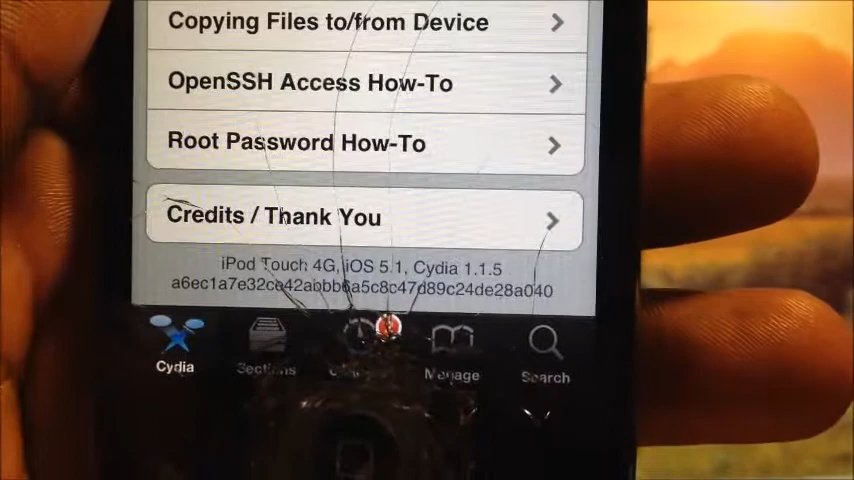 Copying Files to/from Device
OpenSSH Access How-To
Root Password How-To
Credits / Thank You
iPod Touch 4G, iOS 5.1, Cydia 1.1.5
Cydia
Sections
Manage
Search